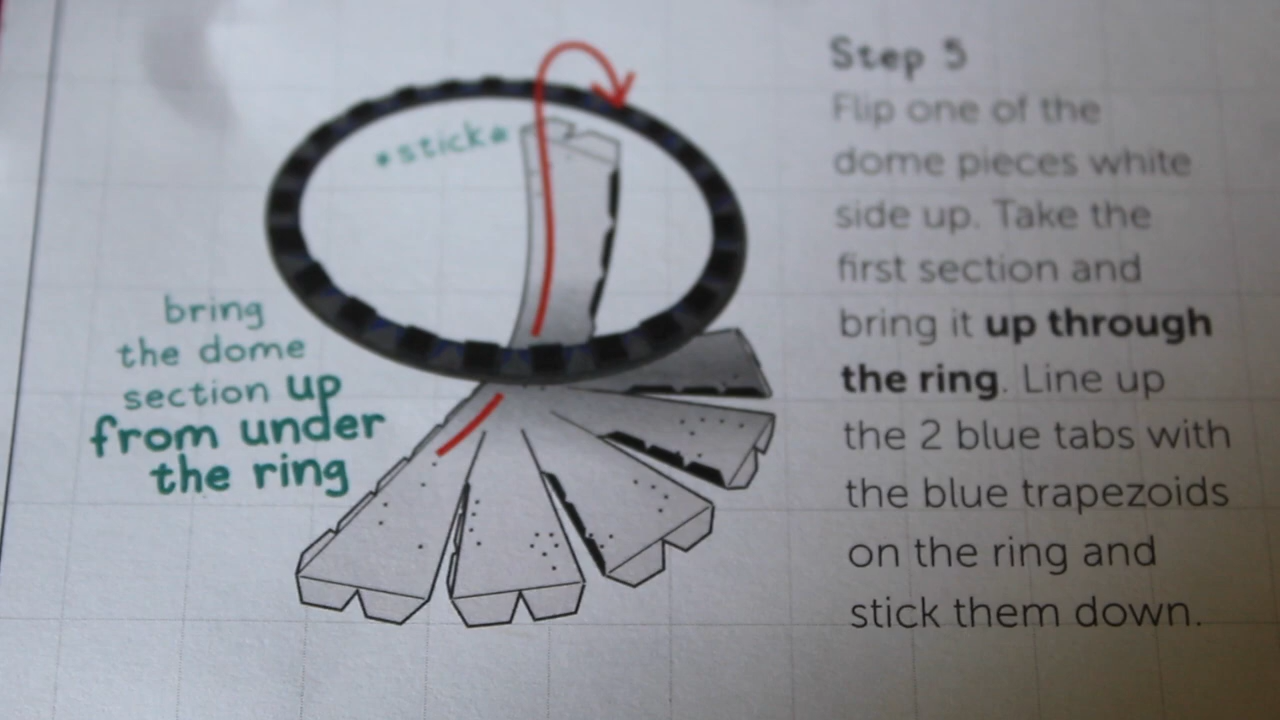 Step 5
Flip one of the
dome pieces white
side up. Take the
first section and
bring it up through
the ring. Line up
the 2 blue tabs with
the blue trapezoids
on the ring and
stick them down.
*stick*
bring
the dome
section up
from under
the ring